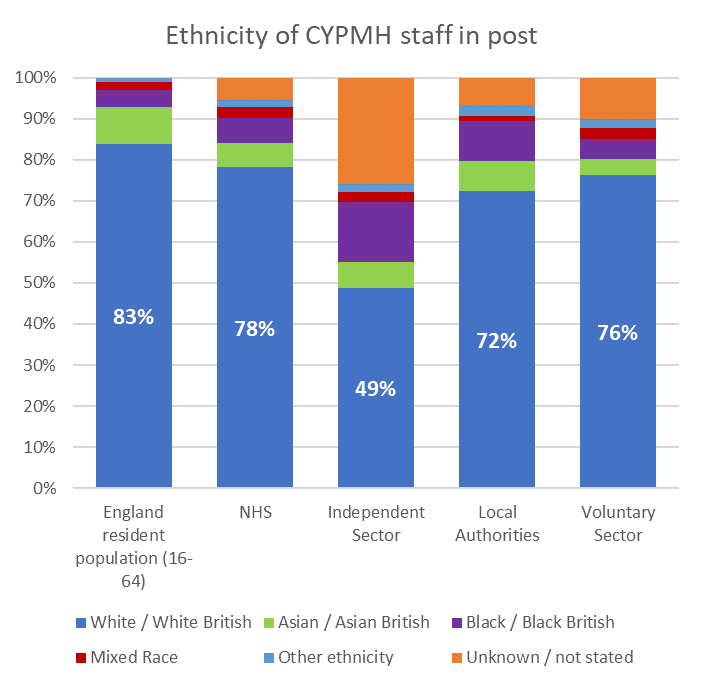 Ethnicity of CYPMH staff in post
100%
90%
80%
70%
60%
50%
40%
30%
20%
10%
0%
83%
78%
49%
72%
76%
England
resident
population (16-
64)
NHS
Independent
Sector
Local
Authorities
Voluntary
Sector
White / White British
Asian / Asian British
Black / Black British
Mixed Race
Other ethnicity
Unknown / not stated